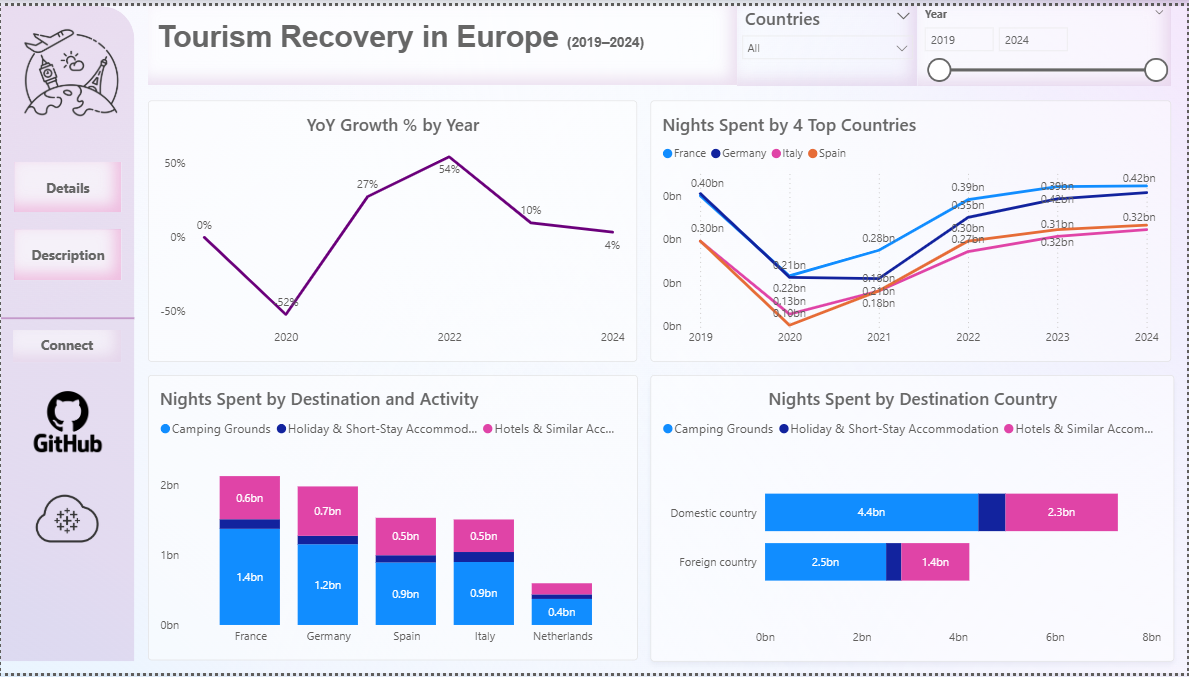 Tourism Recovery in Europe (2019–2024)
Countries
All
Year
2019 2024
Details
Description
Connect
GitHub
YoY Growth % by Year
50%
0%
-50%
0%
-52%
27%
54%
10%
4%
2020 2022 2024
Nights Spent by 4 Top Countries
France Germany Italy Spain
0bn
0bn
0bn
0bn
0.40bn
0.30bn
0.21bn
0.22bn
0.13bn
0.10bn
0.28bn
0.18bn
0.21bn
0.18bn
0.39bn
0.35bn
0.30bn
0.27bn
0.39bn
0.42bn
0.31bn
0.32bn
0.42bn
0.32bn
2019 2020 2021 2022 2023 2024
Nights Spent by Destination and Activity
Camping Grounds Holiday & Short-Stay Accommod... Hotels & Similar Acc...
2bn
1bn
0bn
0.6bn
1.4bn
0.7bn
1.2bn
0.5bn
0.9bn
0.5bn
0.9bn
0.4bn
France Germany Spain Italy Netherlands
Nights Spent by Destination Country
Camping Grounds Holiday & Short-Stay Accommodation Hotels & Similar Accom...
Domestic country 4.4bn 2.3bn
Foreign country 2.5bn 1.4bn
0bn 2bn 4bn 6bn 8bn